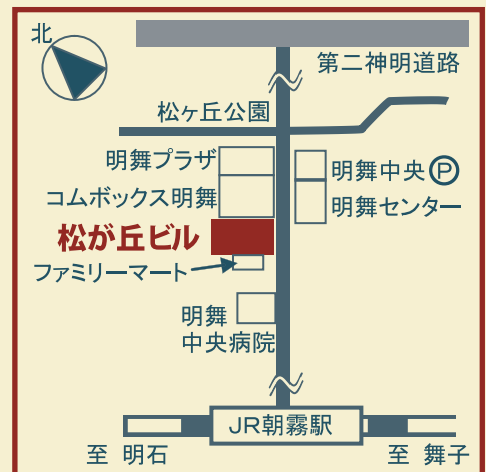 北
第二神明道路
松ヶ丘公園
明舞プラザ
明舞中央Ⓟ
コムボックス明舞
明舞センター
松が丘ビル
ファミリーマート
明舞
中央病院
JR朝霧駅
至 明石
至 舞子